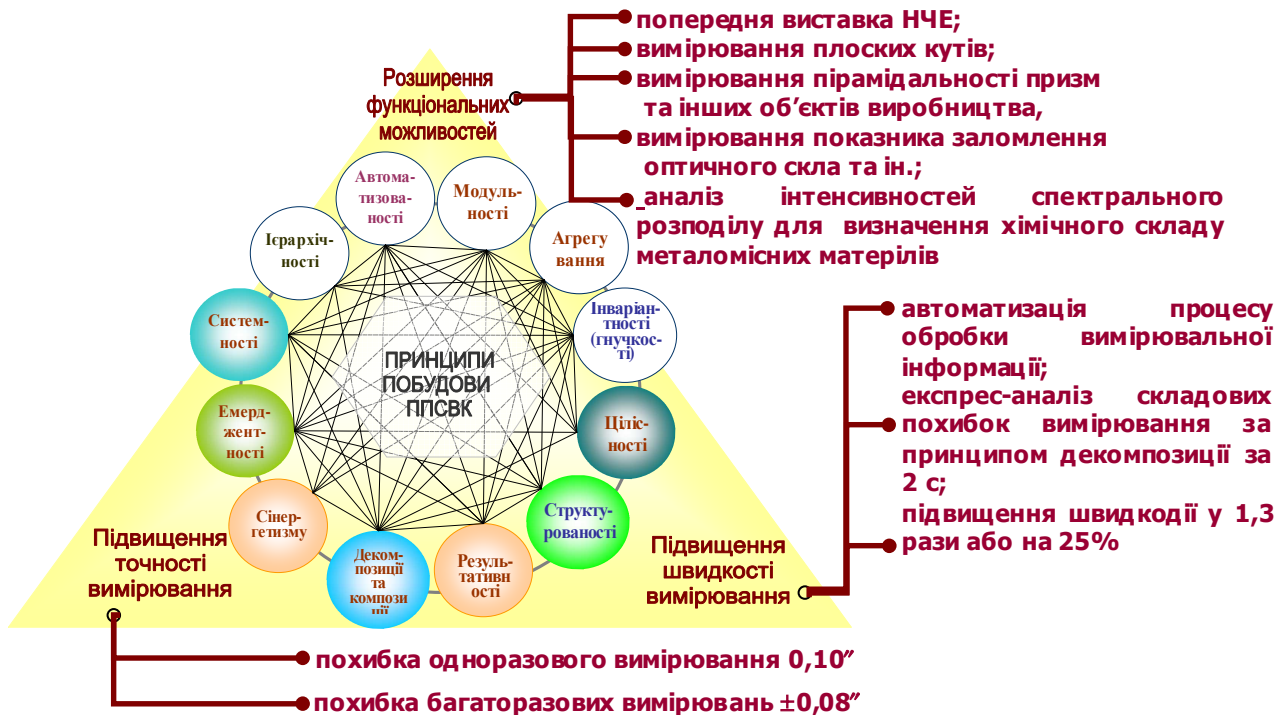 попередня виставка НЧЕ;
вимірювання плоских кутів;
вимірювання пірамідальності призм
та інших об’єктів виробництва,
вимірювання показника заломлення
оптичного скла та ін.;
аналіз інтенсивностей спектрального
розподілу для визначення хімічного складу
металомісних матерілів
Розширення
функціональних
можливостей
Автома-
тизова-
ності
Модуль-
ності
Агрегу
вання
Ієрархіч-
ності
Інваріан-
тності
(гнучкос-
ті)
Систем-
ності
ПРИНЦИПИ
ПОБУДОВИ
ППСВК
Емерд-
жент-
ності
Ціліс-
ності
Сінер-
гетизму
Структу-
рованості
Деком-
позиції
та
компози
ції
Резуль-
тативн
ості
автоматизація процесу
обробки вимірювальної
інформації;
експрес-аналіз складових
похибок вимірювання за
принципом декомпозиції за
2 с;
підвищення швидкодії у 1,3
рази або на 25%
Підвищення
точності
вимірювання
Підвищення
швидкості
вимірювання
похибка одноразового вимірювання 0,10″
похибка багаторазових вимірювань ±0,08″